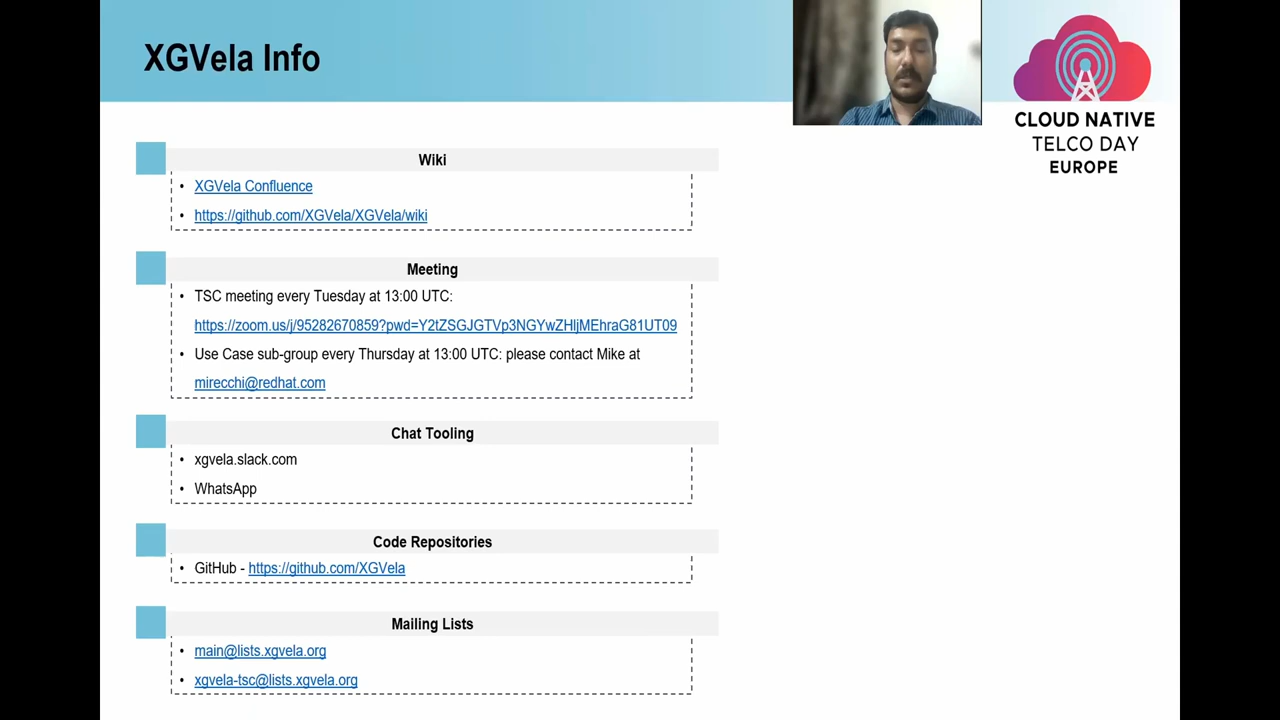 XGVela Info
CLOUD NATIVE
TELCO DAY
EUROPE
Wiki
• XGVela Confluence
• https://github.com/XGVela/XGVela/wiki
Meeting
• TSC meeting every Tuesday at 13:00 UTC:
https://zoom.us/j/95282670859?pwd=Y2tZSGJGTVp3NGYwZHljMEhraG81UT09
• Use Case sub-group every Thursday at 13:00 UTC: please contact Mike at
mirecchi@redhat.com
Chat Tooling
• xgvela.slack.com
• WhatsApp
Code Repositories
• GitHub - https://github.com/XGVela
Mailing Lists
• main@lists.xgvela.org
• xgvela-tsc@lists.xgvela.org